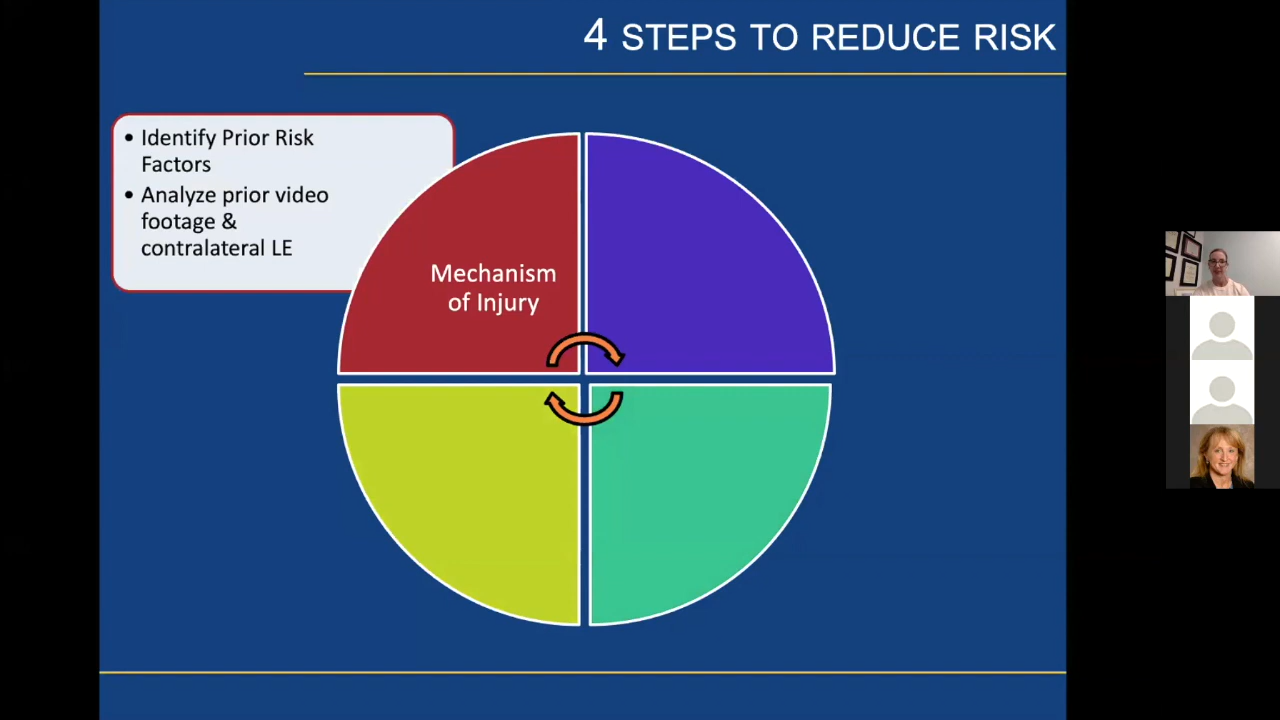 4 STEPS TO REDUCE RISK
• Identify Prior Risk
Factors
• Analyze prior video
footage &
contralateral LE
Mechanism
of Injury